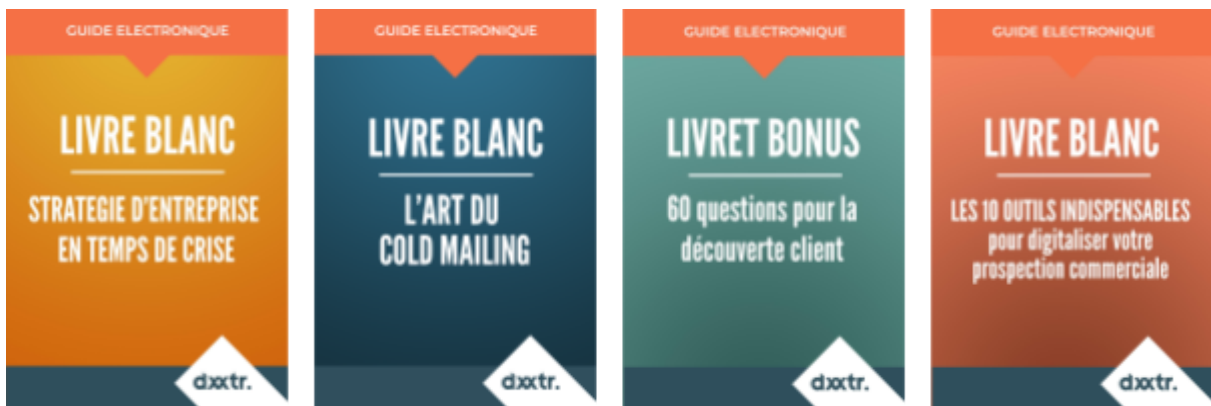 GUIDE ELECTRONIQUE
LIVRE BLANC
STRATEGIE D'ENTREPRISE
EN TEMPS DE CRISE
dxxtr.
GUIDE ELECTRONIQUE
LIVRE BLANC
L'ART DU
COLD MAILING
dxxtr.
GUIDE ELECTRONIQUE
LIVRET BONUS
60 questions pour la
découverte client
dxxtr.
GUIDE ELECTRONIQUE
LIVRE BLANC
LES 10 OUTILS INDISPENSABLES
pour digitaliser votre
prospection commerciale
dxxtr.